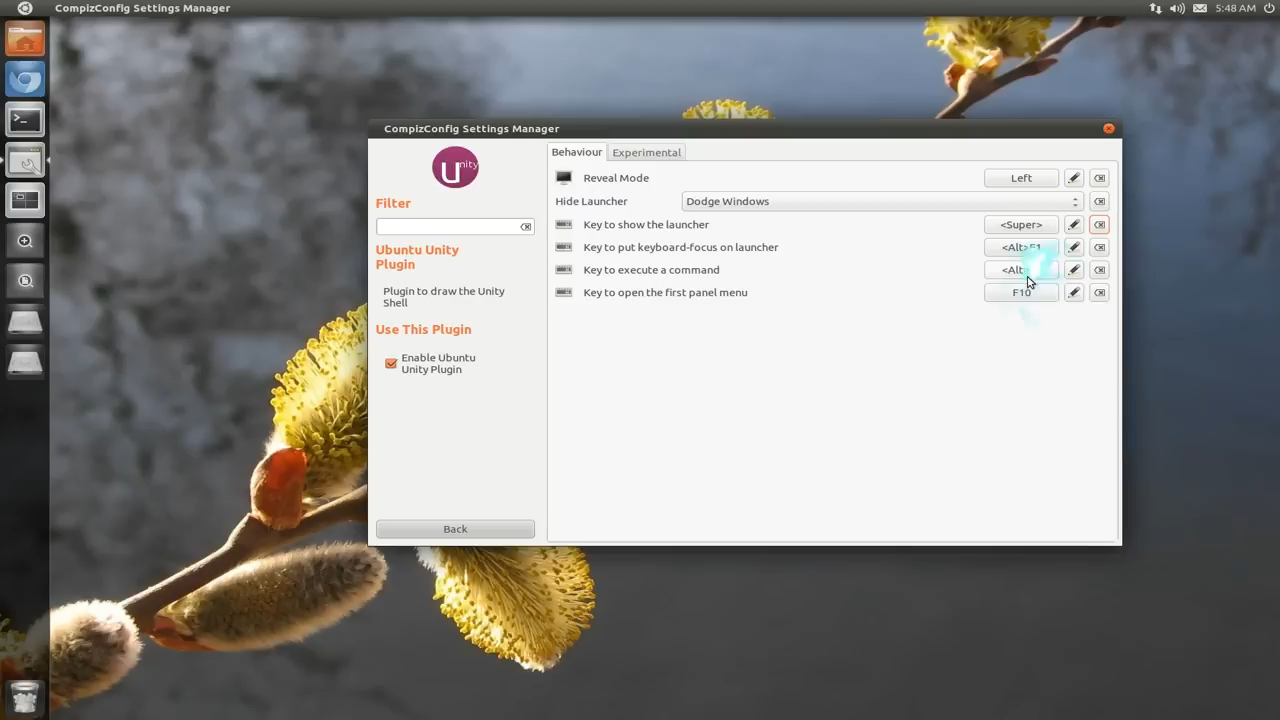 CompizConfig Settings Manager
5:48 AM
CompizConfig Settings Manager
Unity
Filter
Ubuntu Unity
Plugin
Plugin to draw the Unity
Shell
Use This Plugin
Enable Ubuntu
Unity Plugin
Back
Behaviour Experimental
Reveal Mode Left
Hide Launcher Dodge Windows
Key to show the launcher <Super>
Key to put keyboard-focus on launcher <Alt>F1
Key to execute a command
Key to open the first panel menu F10